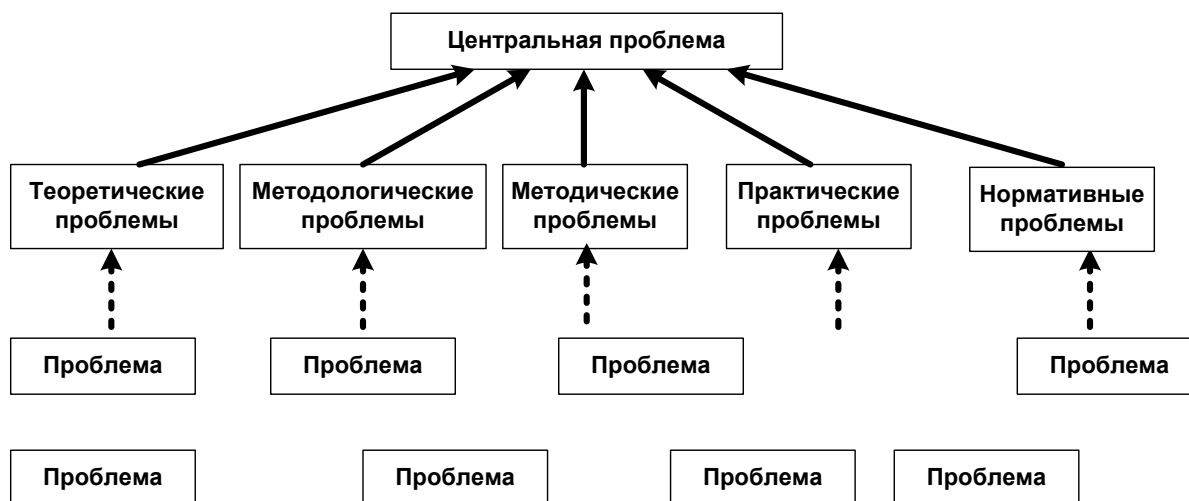 Центральная проблема
Теоретические
проблемы
Методологические
проблемы
Методические
проблемы
Практические
проблемы
Нормативные
проблемы
Проблема
Проблема
Проблема
Проблема
Проблема
Проблема
Проблема
Проблема